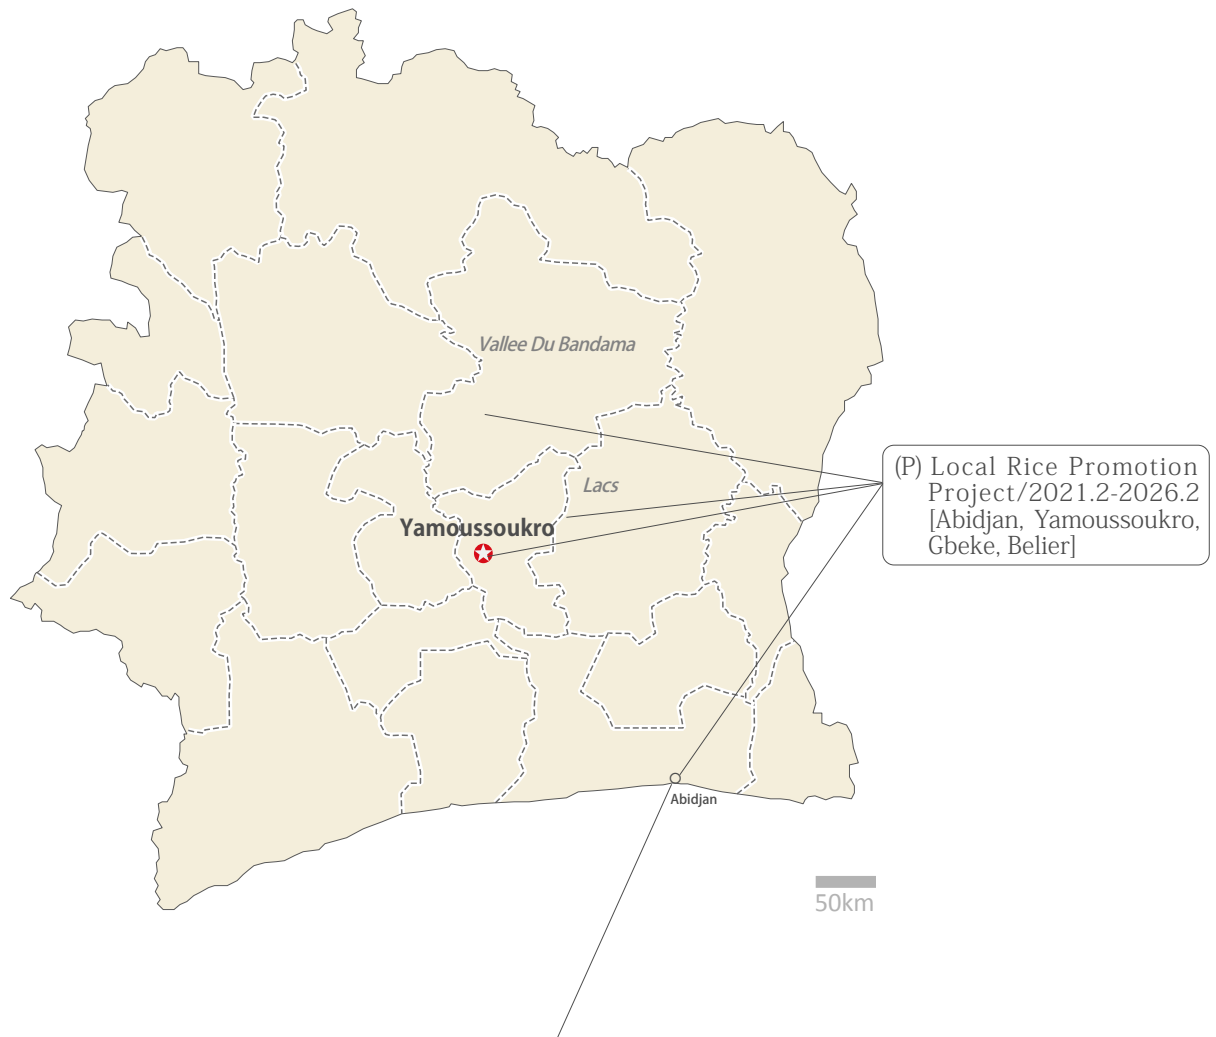 Vallee Du Bandama
(P) Local Rice Promotion
Project/2021.2-2026.2
[Abidjan, Yamoussoukro,
Gbeke, Belier]
Lacs
Yamoussoukro
Abidjan
50km